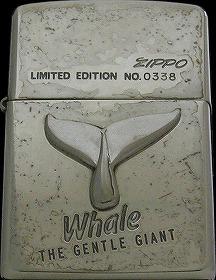 ZIPPO
LIMITED EDITION NO.0338
Whale
THE GENTLE GIANT